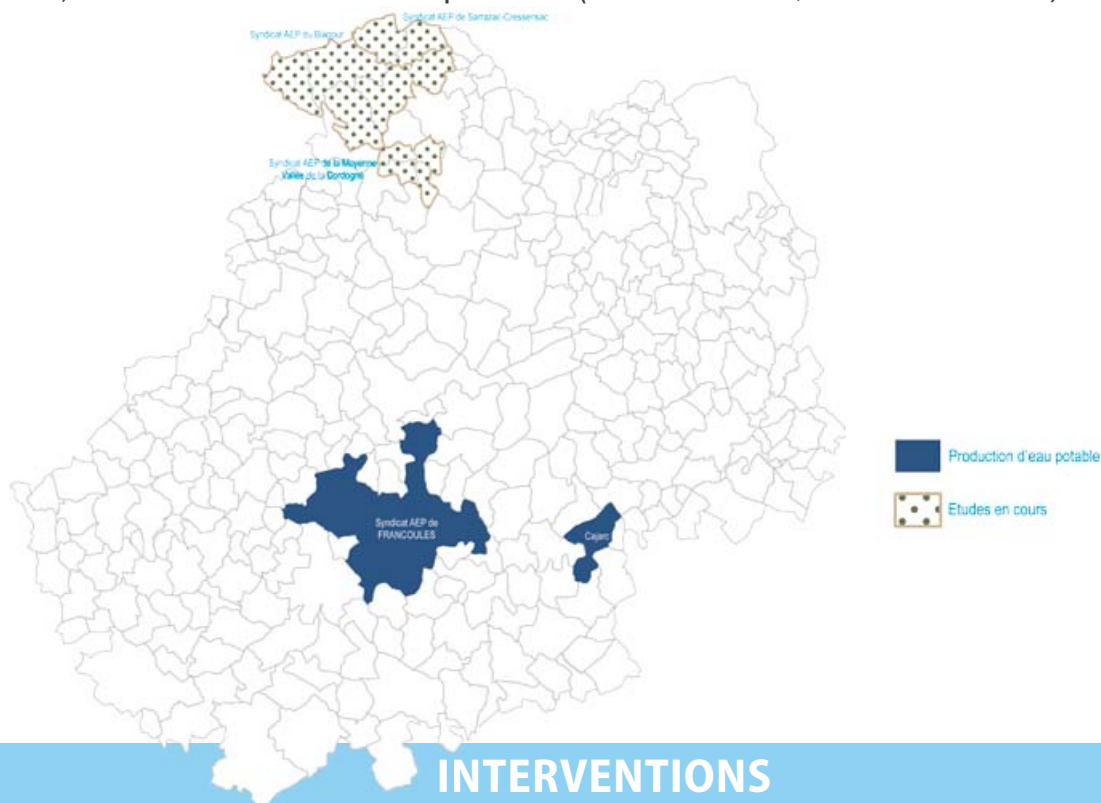 Syndicat AEP de Sarrazac-Cressensac
Syndicat AEP du Blagour
Syndicat AEP de la Moyenne
Vallée de la Dordogne
Production d'eau potable
Etudes en cours
Syndicat AEP de
FRANCOULES
Cajarc
INTERVENTIONS